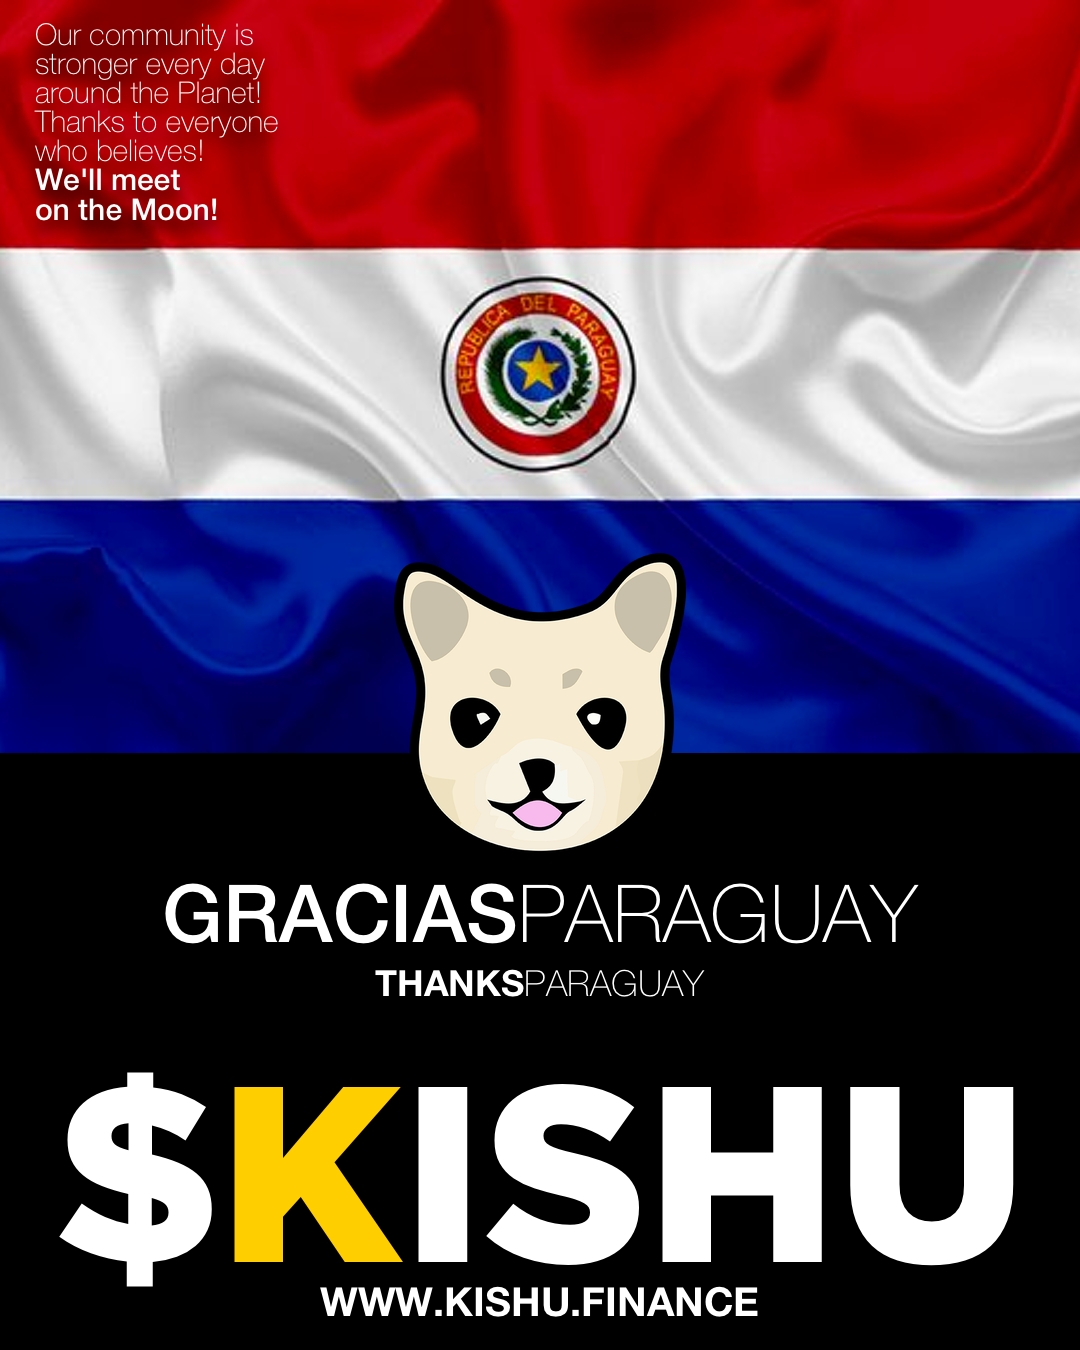 Our community is
stronger every day
around the Planet!
Thanks to everyone
who believes!
We'll meet
on the Moon!
REPUBLICA DEL PARAGUAY
GRACIASPARAGUAY
THANKSPARAGUAY
$KISHU
WWW.KISHU.FINANCE